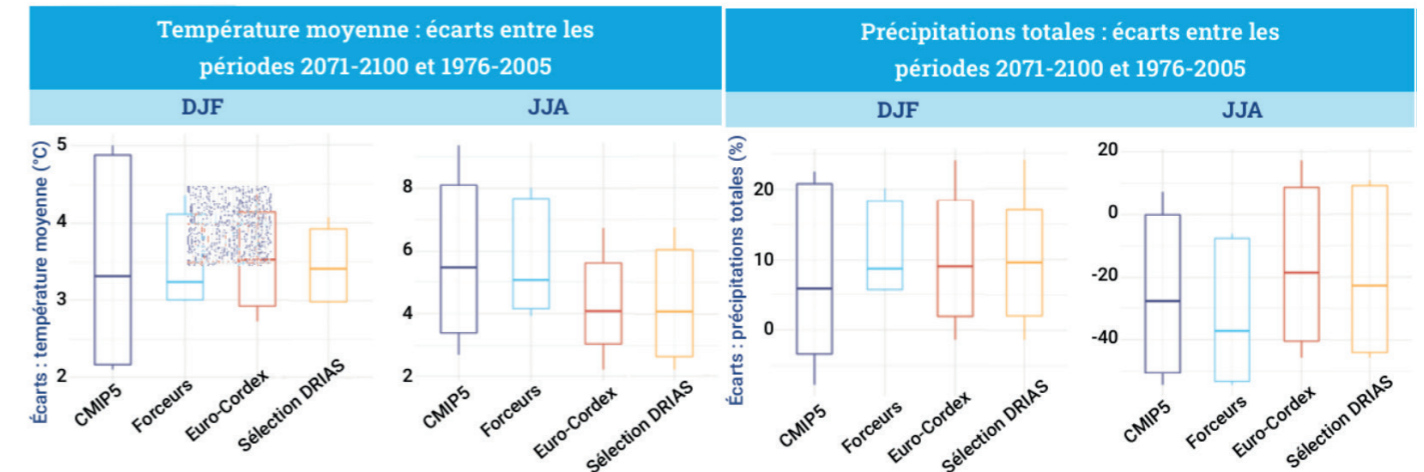 Température moyenne : écarts entre les
périodes 2071-2100 et 1976-2005
DJF
JJA
Écarts : température moyenne (°C)
5
4
3
2
CMIP5
Forceurs
Euro-Cordex
Sélection DRIAS
8
6
4
2
CMIP5
Forceurs
Euro-Cordex
Sélection DRIAS
Précipitations totales : écarts entre les
périodes 2071-2100 et 1976-2005
DJF
JJA
Écarts : précipitations totales (%)
20
10
0
CMIP5
Forceurs
Euro-Cordex
Sélection DRIAS
20
0
-20
-40
CMIP5
Forceurs
Euro-Cordex
Sélection DRIAS